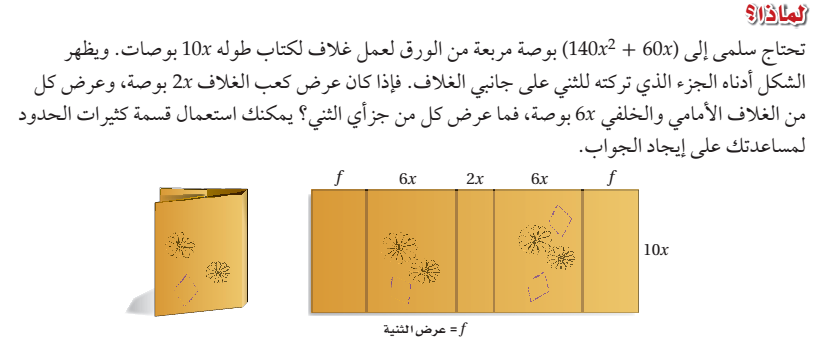 لماذا؟
تحتاج سلمى إلى (140x² + 60x) بوصة مربعة من الورق لعمل غلاف لكتاب طوله 10x بوصات. ويظهر
الشكل أدناه الجزء الذي تركته للثني على جانبي الغلاف. فإذا كان عرض كعب الغلاف 2x بوصة، وعرض كل
من الغلاف الأمامي والخلفي 6x بوصة، فما عرض كل من جزأي الثني؟ يمكنك استعمال قسمة كثيرات الحدود
لمساعدتك على إيجاد الجواب.
f 6x 2x 6x f
10x
f = عرض الثنية